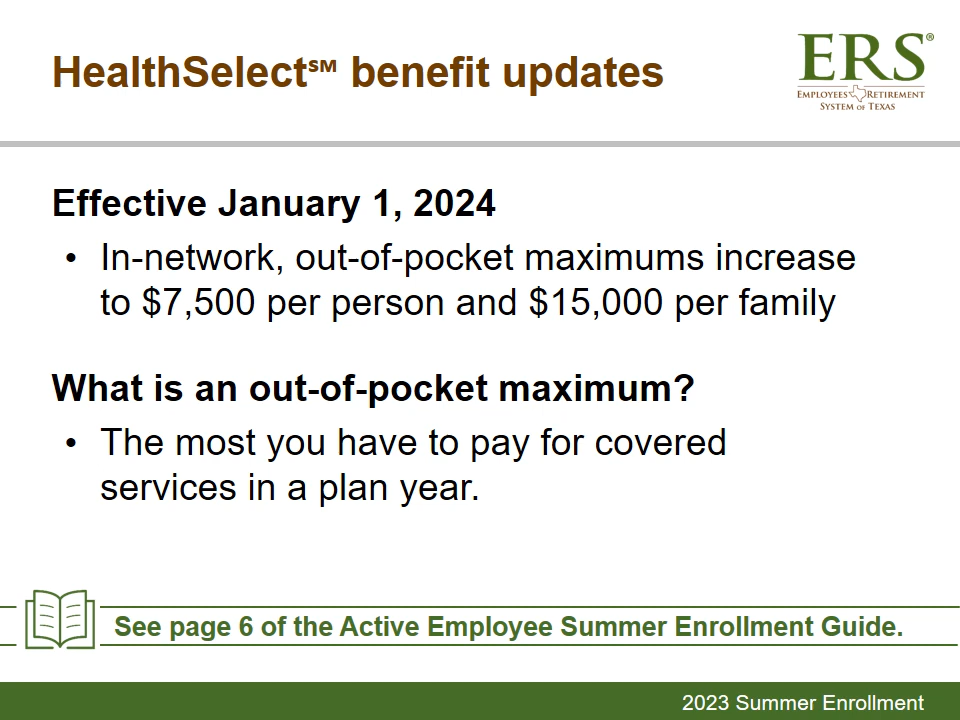 HealthSelect℠ benefit updates
ERS®
EMPLOYEES RETIREMENT
SYSTEM OF TEXAS
Effective January 1, 2024
• In-network, out-of-pocket maximums increase
to $7,500 per person and $15,000 per family
What is an out-of-pocket maximum?
• The most you have to pay for covered
services in a plan year.
See page 6 of the Active Employee Summer Enrollment Guide.
2023 Summer Enrollment